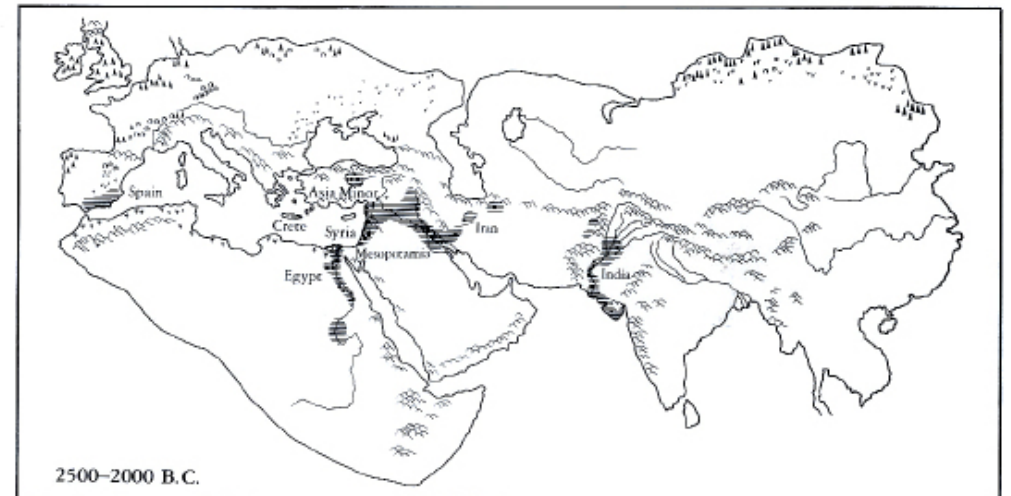 Spain
Asia Minor
Crete
Syria
Iran
Mesopotamia
Egypt
India
2500–2000 B.C.